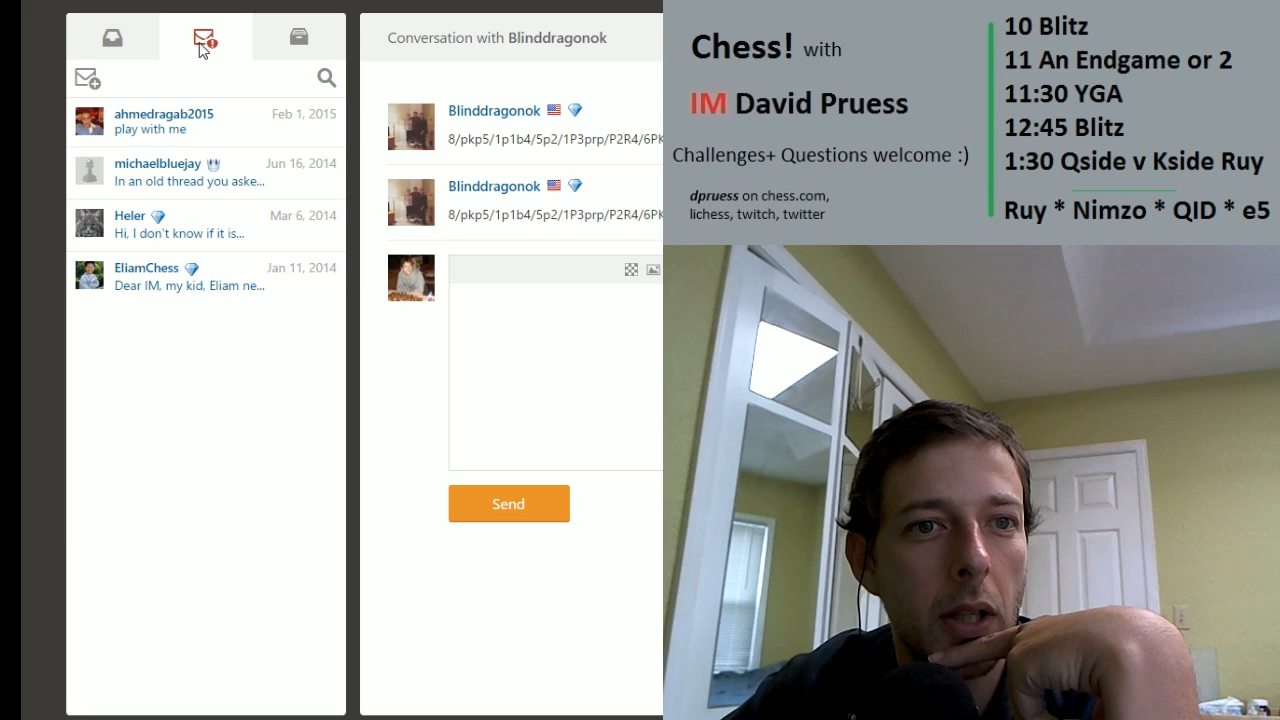 ahmedragab2015 Feb 1, 2015
play with me
michaelbluejay Jun 16, 2014
In an old thread you aske...
Heler Mar 6, 2014
Hi, I don't know if it is...
EliamChess Jan 11, 2014
Dear IM, my kid, Eliam ne...
Conversation with Blinddragonok
Blinddragonok
8/pkp5/1p1b4/5p2/1P3prp/P2R4/6PK
Blinddragonok
8/pkp5/1p1b4/5p2/1P3prp/P2R4/6PK
Send
Chess! with
IM David Pruess
Challenges+ Questions welcome :)
dpruess on chess.com,
lichess, twitch, twitter
10 Blitz
11 An Endgame or 2
11:30 YGA
12:45 Blitz
1:30 Qside v Kside Ruy
Ruy * Nimzo * QID * e5